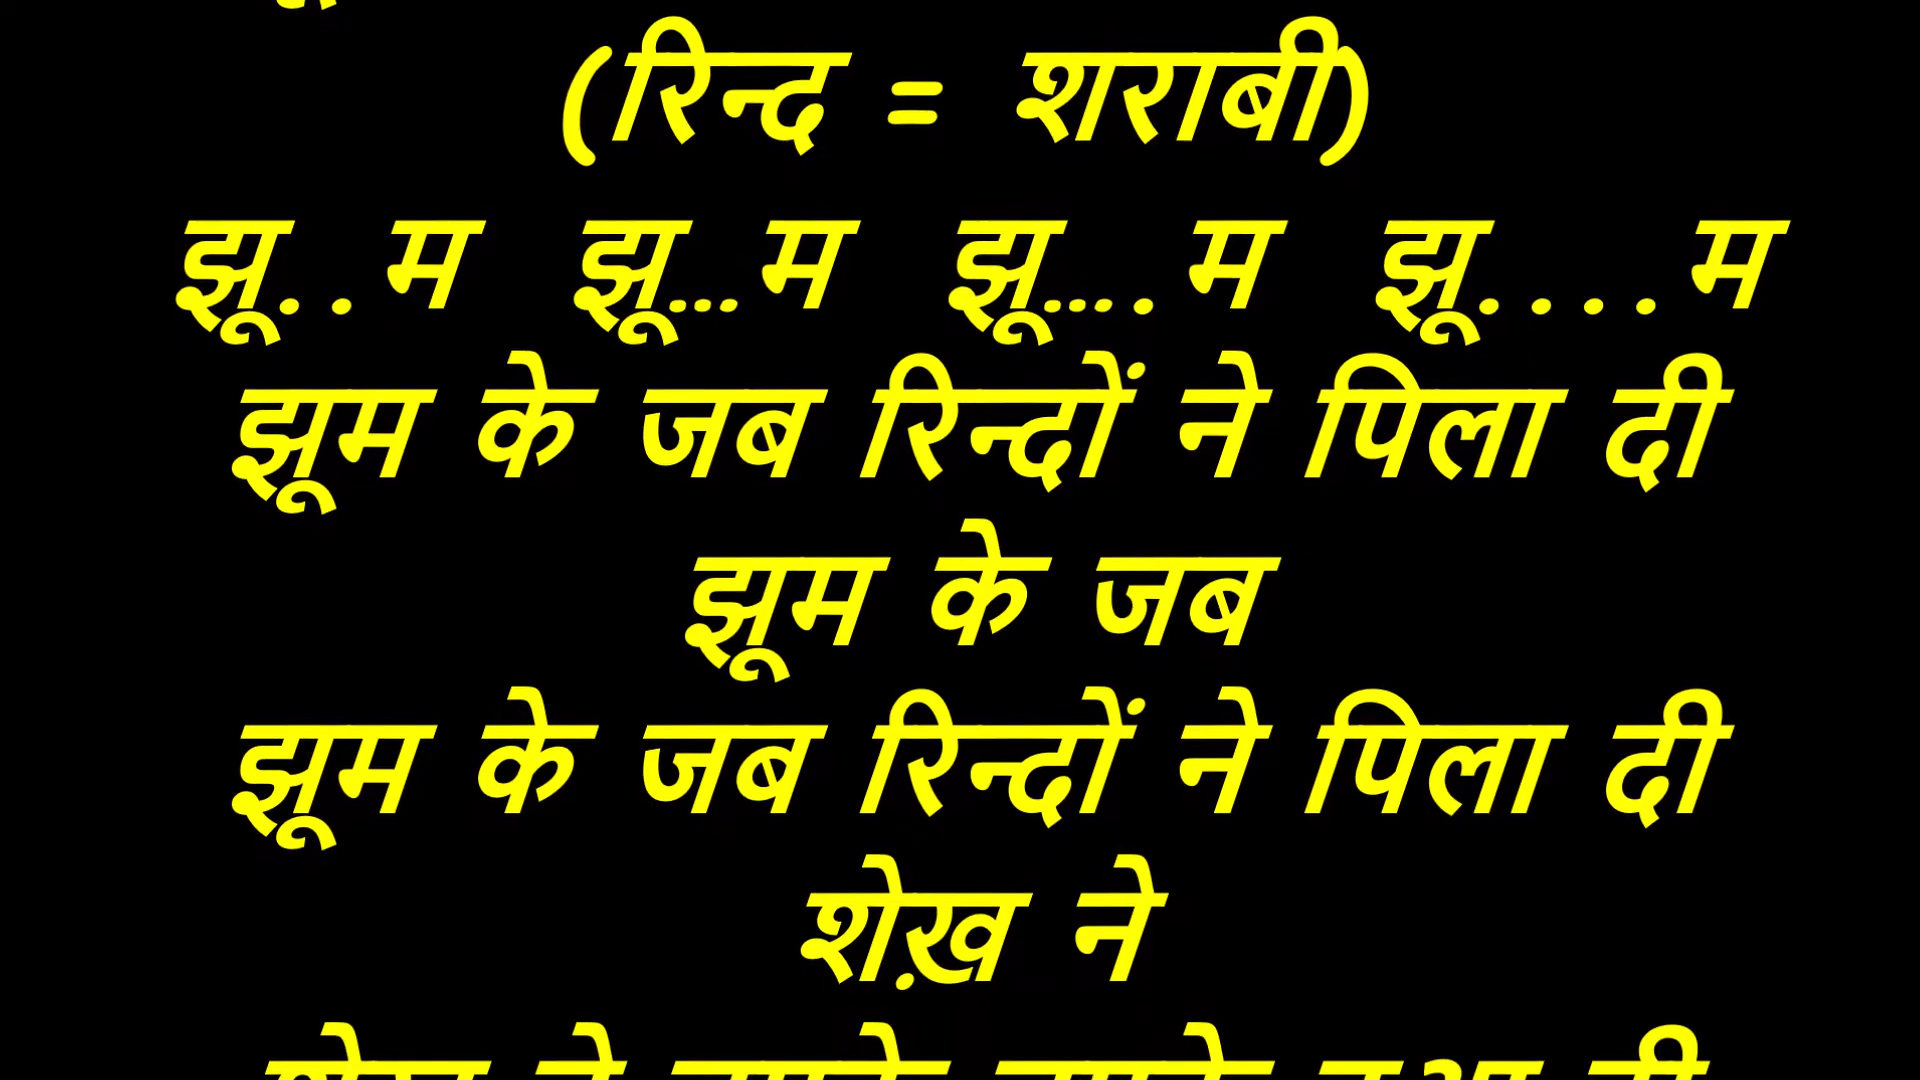 (रिन्द = शराबी)
झू..म झू...म झू....म झू....म
झूम के जब रिन्दों ने पिला दी
झूम के जब
झूम के जब रिन्दों ने पिला दी
शेख़ ने